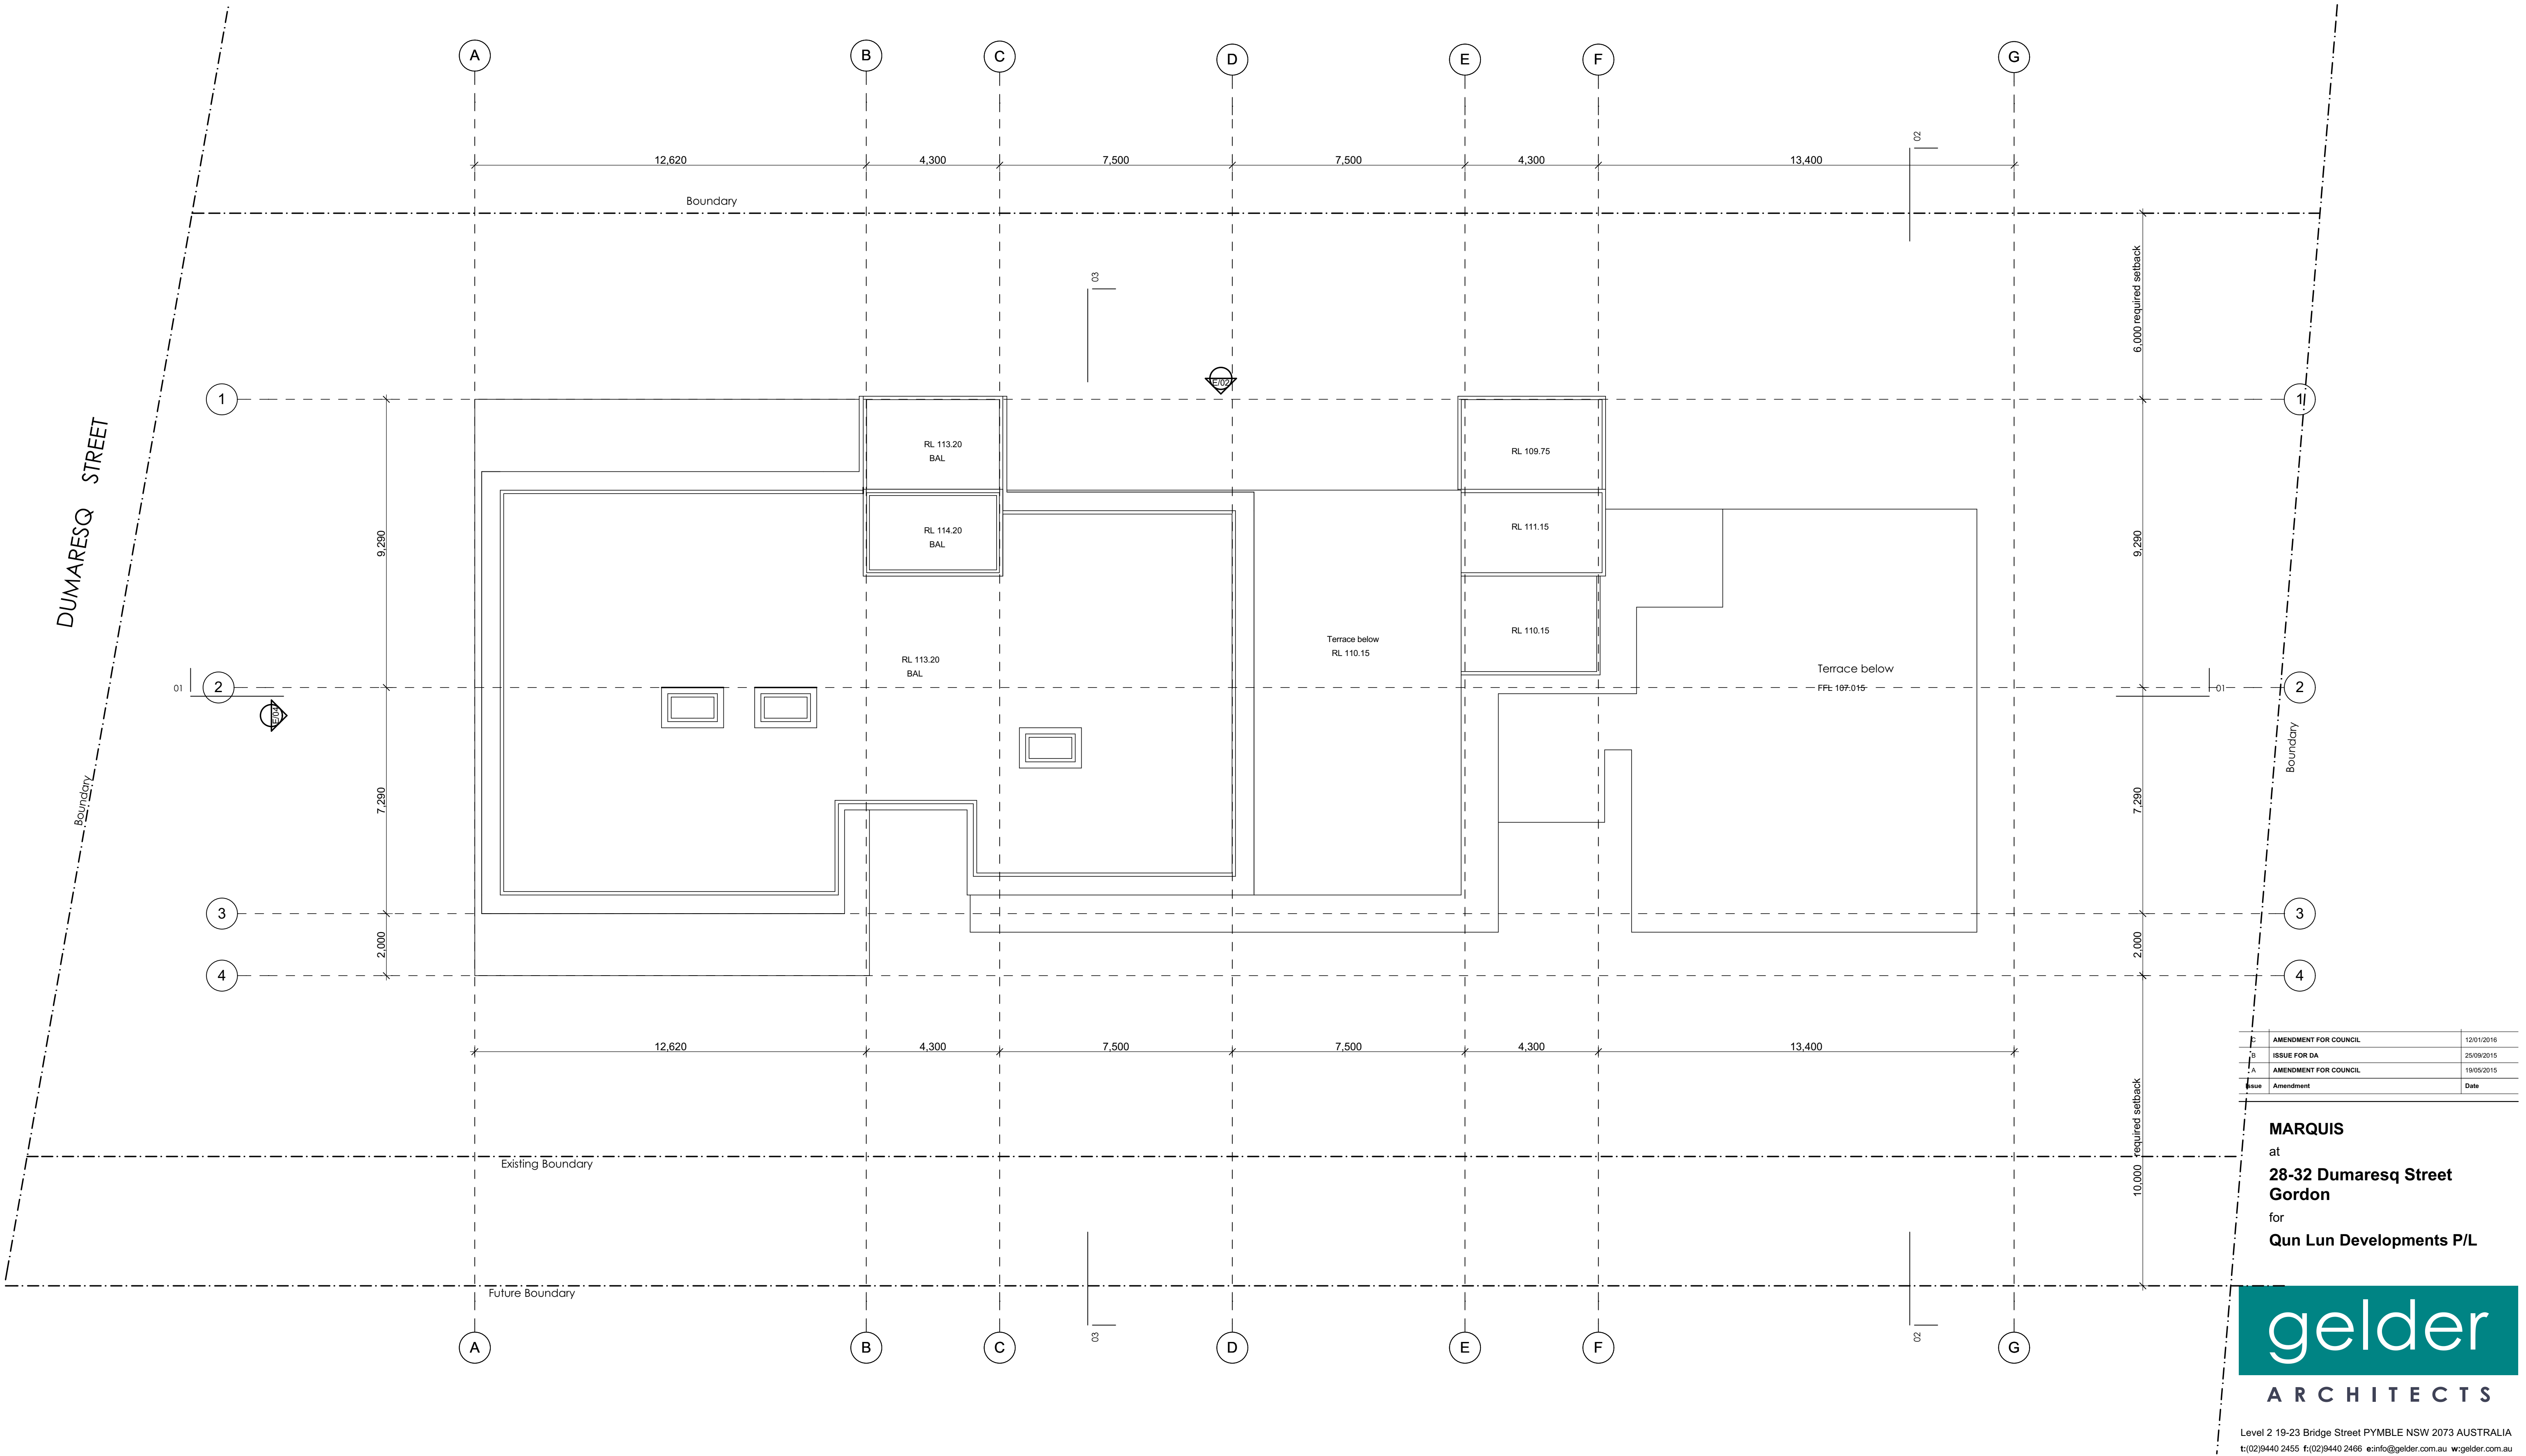 A B C D E F G
02
12,620 4,300 7,500 7,500 4,300 13,400
Boundary
03
6,000 required setback
E/02
1 1
DUMARESQ STREET
RL 113.20
BAL
RL 109.75
9,290 9,290
RL 114.20
BAL
RL 111.15
RL 110.15
Terrace below
RL 110.15
RL 113.20
BAL
Terrace below
FFL 107.015
01 2 01 2
E/04
Boundary
Boundary
7,290 7,290
3 3
2,000 2,000
4 4
12,620 4,300 7,500 7,500 4,300 13,400
10,000 required setback
Existing Boundary
Future Boundary
03 02
A B C D E F G
C AMENDMENT FOR COUNCIL 12/01/2016
B ISSUE FOR DA 25/09/2015
A AMENDMENT FOR COUNCIL 19/05/2015
Issue Amendment Date
MARQUIS
at
28-32 Dumaresq Street
Gordon
for
Qun Lun Developments P/L
gelder
ARCHITECTS
Level 2 19-23 Bridge Street PYMBLE NSW 2073 AUSTRALIA
t:(02)9440 2455 f:(02)9440 2466 e:info@gelder.com.au w:gelder.com.au